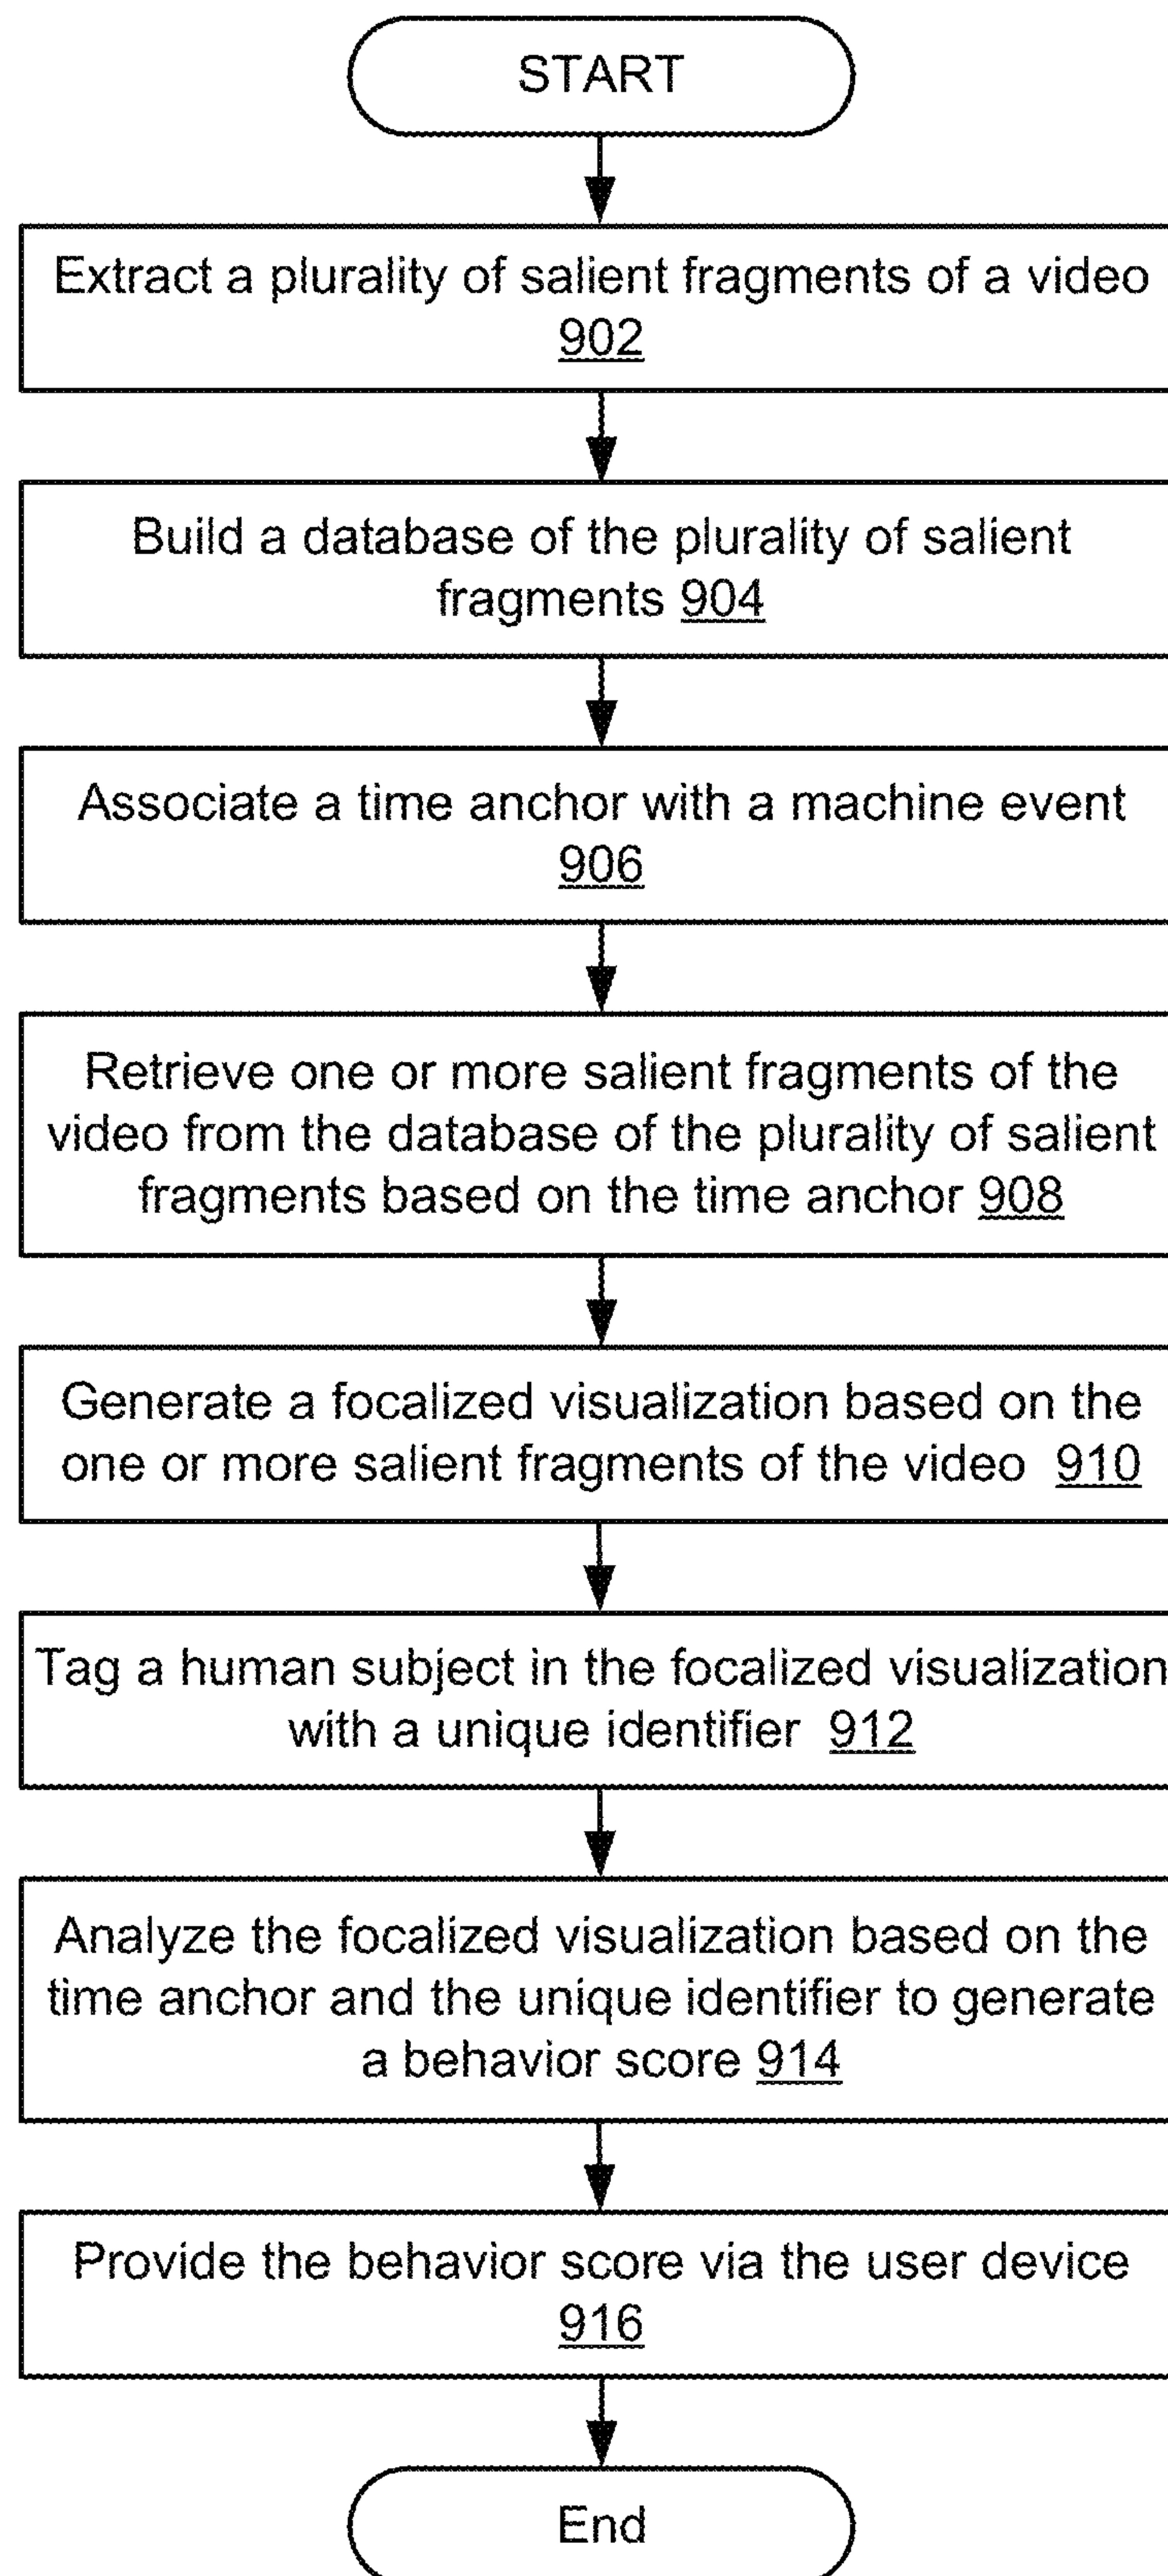 START
Extract a plurality of salient fragments of a video
902
Build a database of the plurality of salient
fragments 904
Associate a time anchor with a machine event
906
Retrieve one or more salient fragments of the
video from the database of the plurality of salient
fragments based on the time anchor 908
Generate a focalized visualization based on the
one or more salient fragments of the video 910
Tag a human subject in the focalized visualization
with a unique identifier 912
Analyze the focalized visualization based on the
time anchor and the unique identifier to generate
a behavior score 914
Provide the behavior score via the user device
916
End